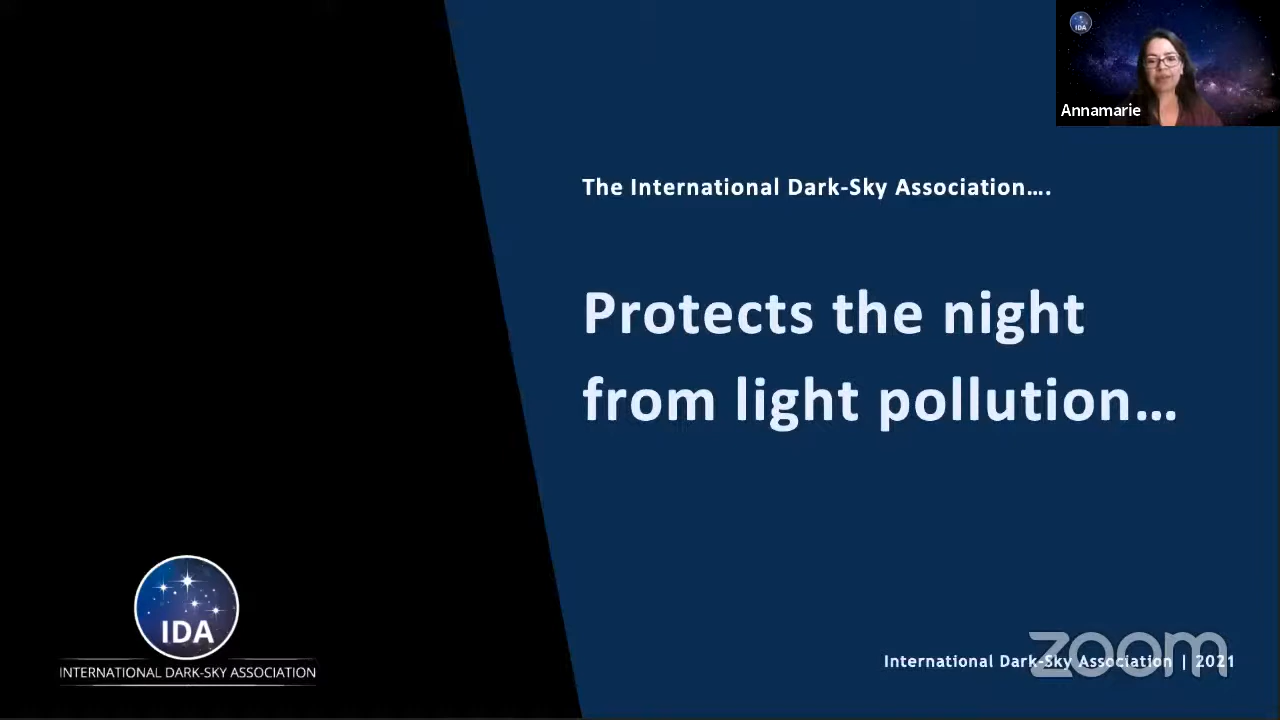 IDA
Annamarie
The International Dark-Sky Association....
Protects the night
from light pollution...
IDA
INTERNATIONAL DARK-SKY ASSOCIATION
International Dark-Sky Association | 2021
zoom